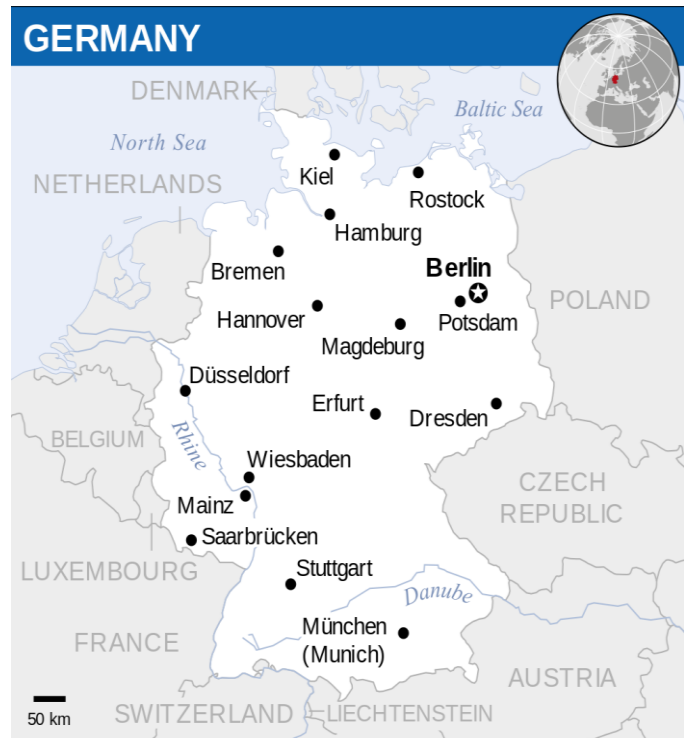 GERMANY
DENMARK
Baltic Sea
North Sea
Kiel
NETHERLANDS
Rostock
Hamburg
Bremen
Berlin
POLAND
Hannover
Potsdam
Magdeburg
Düsseldorf
Erfurt
Dresden
BELGIUM
Rhine
Wiesbaden
CZECH
REPUBLIC
Mainz
Saarbrücken
LUXEMBOURG
Stuttgart
Danube
München
(Munich)
FRANCE
AUSTRIA
SWITZERLAND
LIECHTENSTEIN
50 km